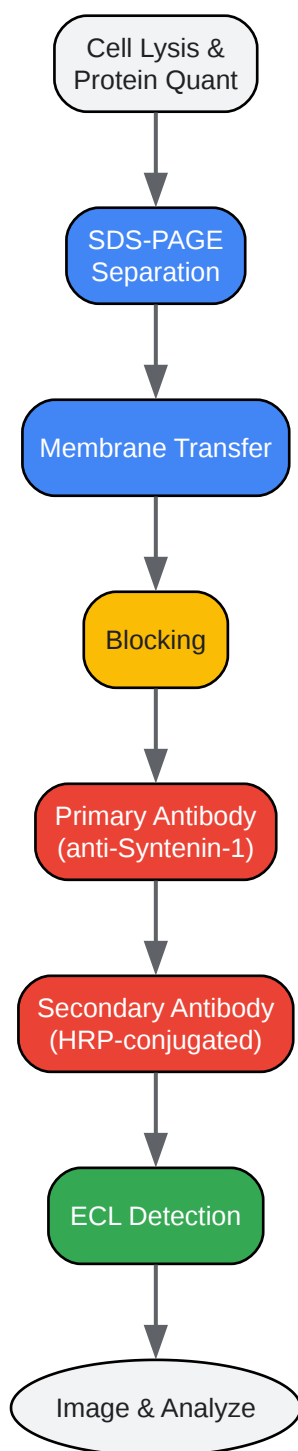 Cell Lysis &
Protein Quant
SDS-PAGE
Separation
Membrane Transfer
Blocking
Primary Antibody
(anti-Syntenin-1)
Secondary Antibody
(HRP-conjugated)
ECL Detection
Image & Analyze